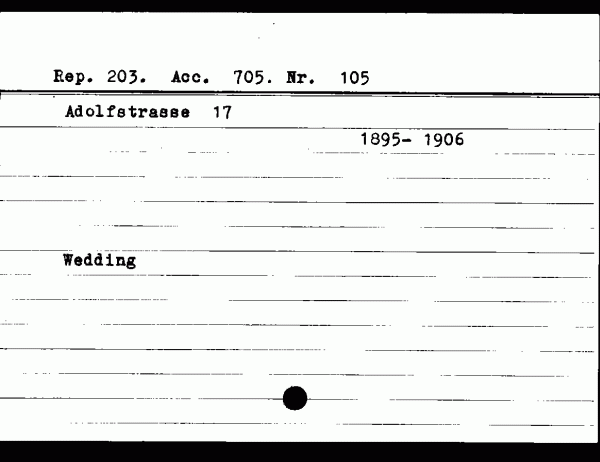 Rep. 203. Acc. 705. Nr. 105
Adolfstrasse 17
1895- 1906
Wedding